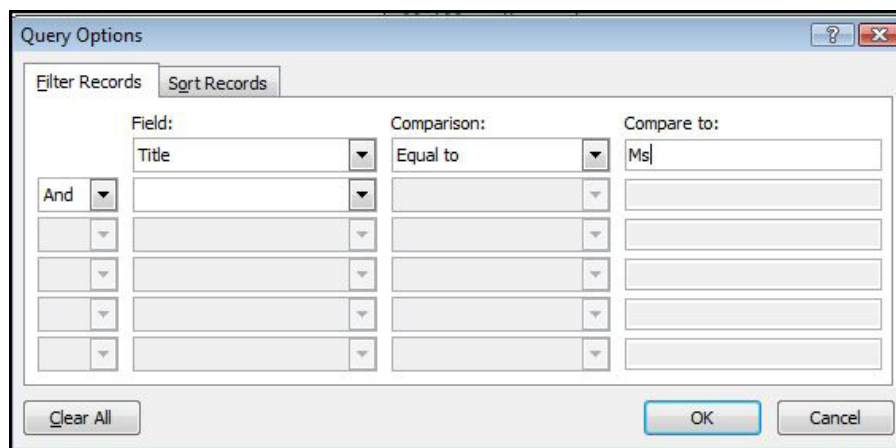 Query Options
Filter Records Sort Records
Field: Comparison: Compare to:
Title Equal to Ms
And
Clear All OK Cancel